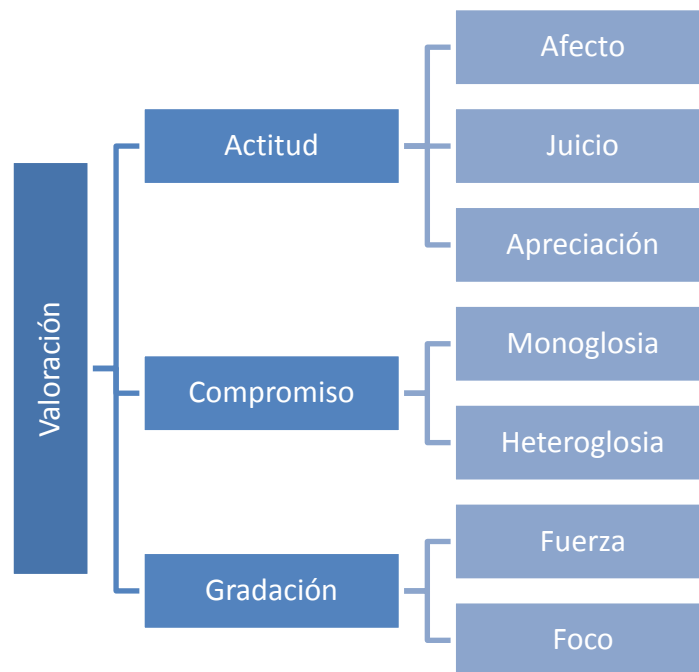 Valoración
Actitud
Afecto
Juicio
Apreciación
Compromiso
Monoglosia
Heteroglosia
Gradación
Fuerza
Foco